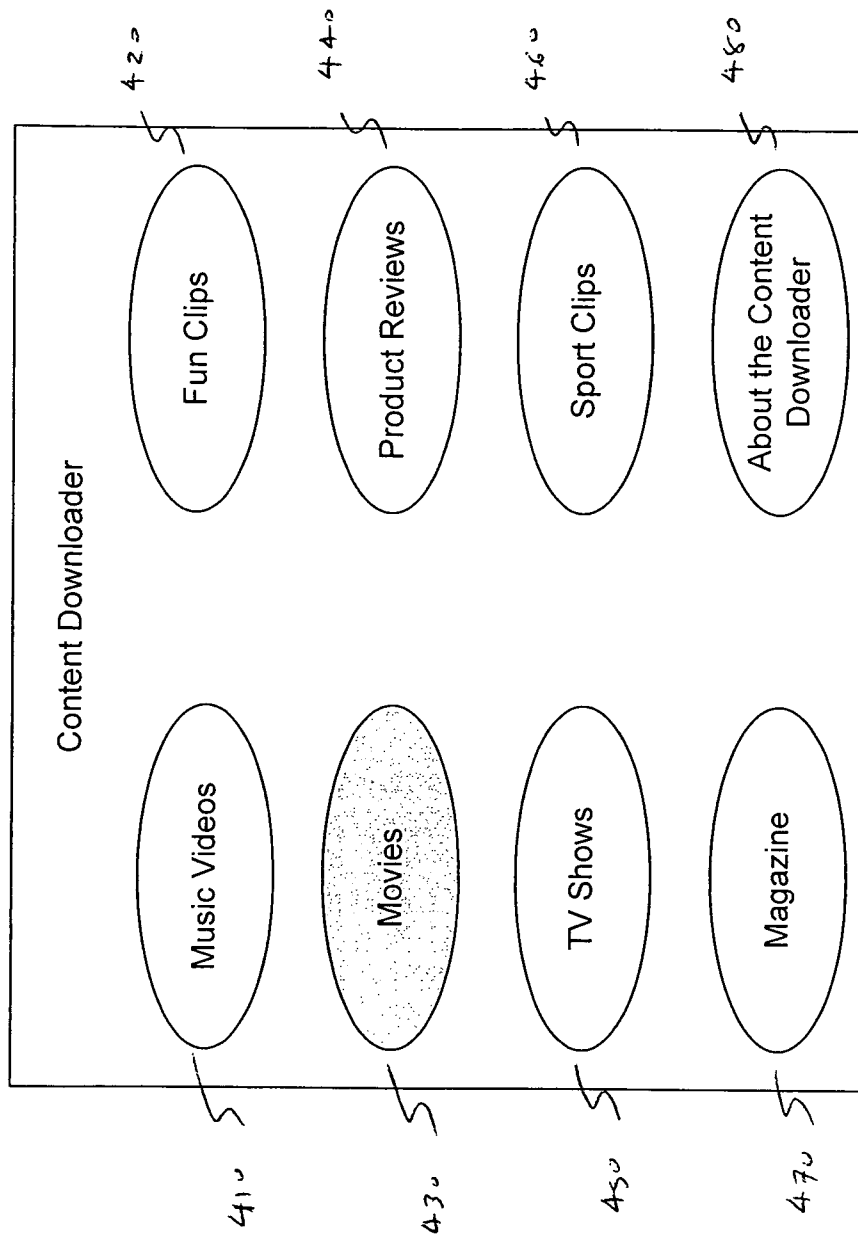 Content Downloader
410
Music Videos
Fun Clips
420
430
Movies
Product Reviews
440
450
TV Shows
Sport Clips
460
470
Magazine
About the Content
Downloader
480